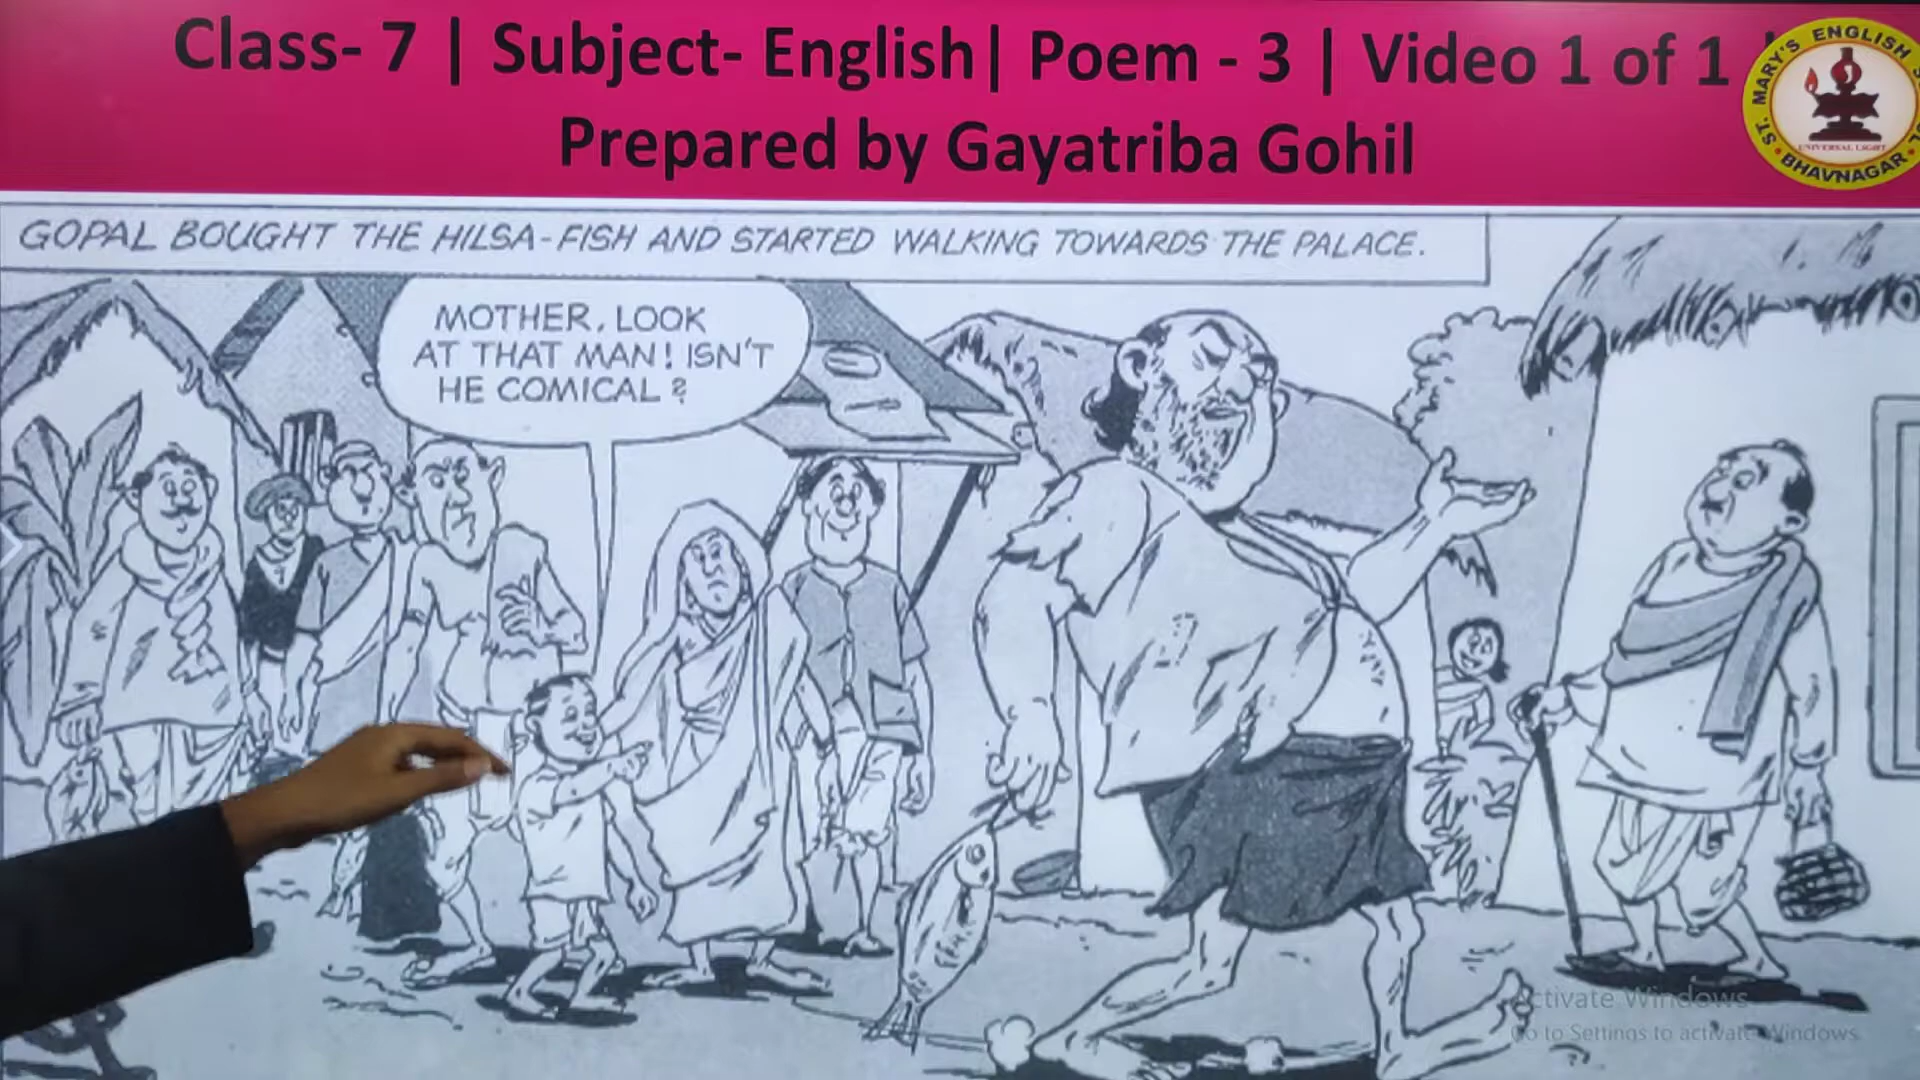 Class- 7 | Subject- English| Poem - 3 | Video 1 of 1
Prepared by Gayatriba Gohil
ST. MARY'S ENGLISH
UNIVERSAL LIGHT
BHAVNAGAR
GOPAL BOUGHT THE HILSA-FISH AND STARTED WALKING TOWARDS THE PALACE.
MOTHER, LOOK
AT THAT MAN! ISN'T
HE COMICAL?
Activate Windows
Go to Settings to activate Windows